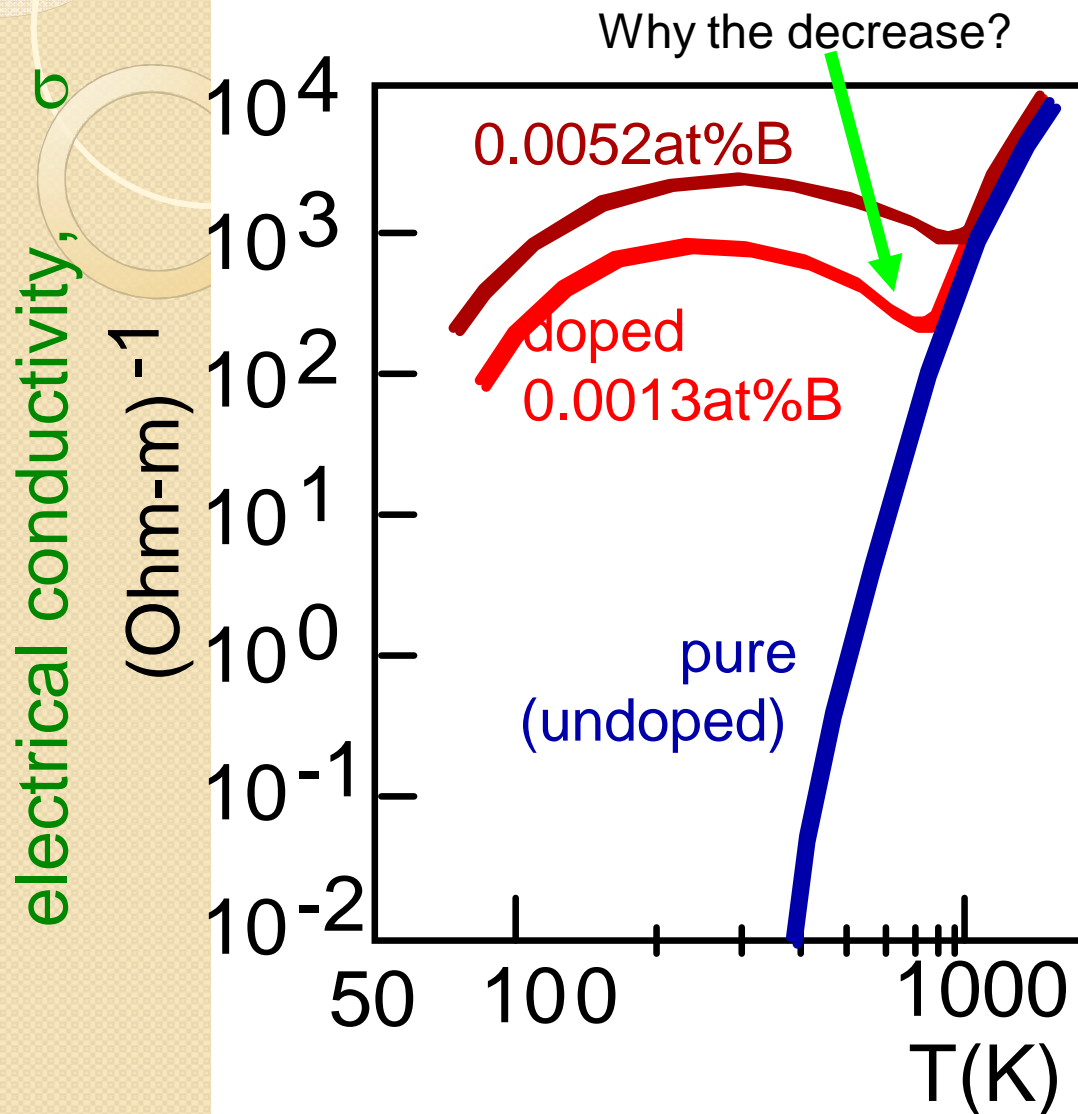 Why the decrease?
electrical conductivity, σ
(Ohm-m)-1
10 4
10 3
10 2
10 1
10 0
10 -1
10 -2
0.0052at%B
doped
0.0013at%B
pure
(undoped)
50 100 1000
T(K)